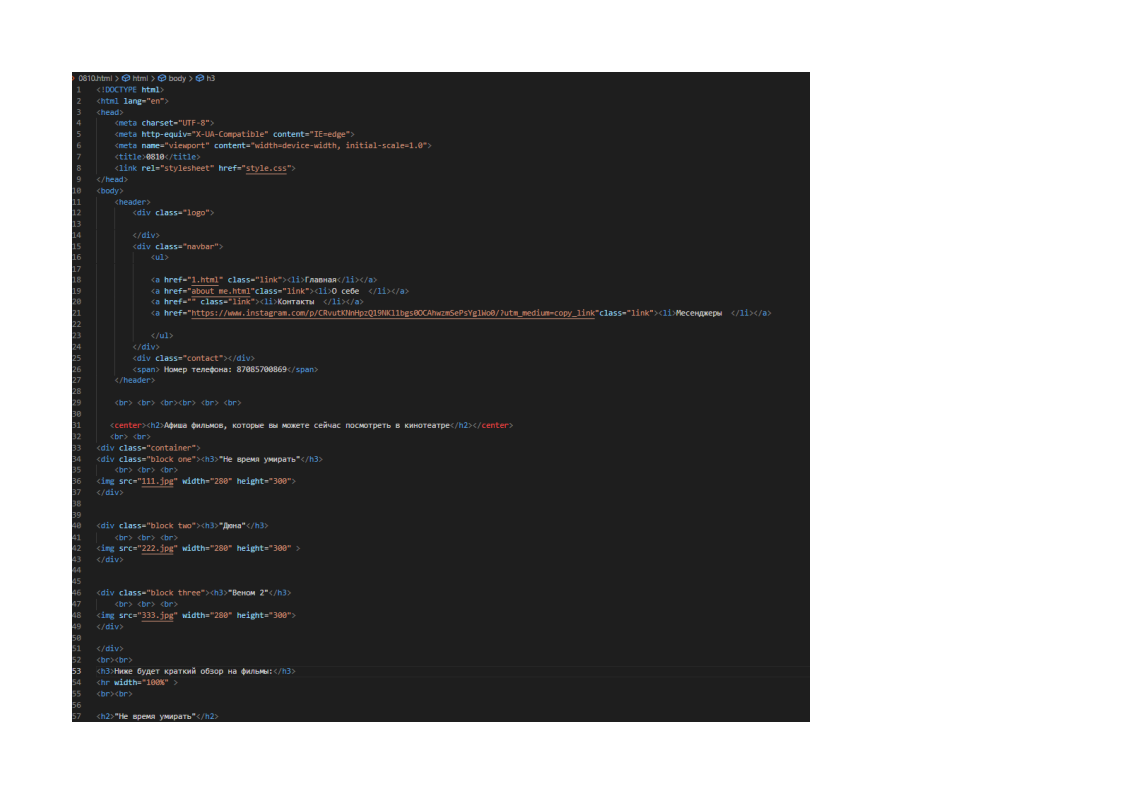 0810.html > html > body > h3
1 <!DOCTYPE html>
2 <html lang="en">
3 <head>
4 <meta charset="UTF-8">
5 <meta http-equiv="X-UA-Compatible" content="IE=edge">
6 <meta name="viewport" content="width=device-width, initial-scale=1.0">
7 <title>0810</title>
8 <link rel="stylesheet" href="style.css">
9 </head>
10 <body>
11 <header>
12 <div class="logo">
13
14 </div>
15 <div class="navbar">
16 <ul>
17
18 <a href="1.html" class="link"><li>Главная</li></a>
19 <a href="about me.html"class="link"><li>О себе  </li></a>
20 <a href="" class="link"><li>Контакты  </li></a>
21 <a href="https://www.instagram.com/p/CRvutKNnHpzQ19NKl1bgs0OCAhwzmSePsYglWo0/?utm_medium=copy_link"class="link"><li>Месенджеры  </li></a>
22
23 </ul>
24 </div>
25 <div class="contact"></div>
26 <span> Номер телефона: 87085700869</span>
27 </header>
28
29 <br> <br> <br><br> <br> <br>
30
31 <center><h2>Афиша фильмов, которые вы можете сейчас посмотреть в кинотеатре</h2></center>
32 <br> <br>
33 <div class="container">
34 <div class="block one"><h3>"Не время умирать"</h3>
35 <br> <br> <br>
36 <img src="111.jpg" width="280" height="300">
37 </div>
38
39
40 <div class="block two"><h3>"Дюна"</h3>
41 <br> <br> <br>
42 <img src="222.jpg" width="280" height="300" >
43 </div>
44
45
46 <div class="block three"><h3>"Веном 2"</h3>
47 <br> <br> <br>
48 <img src="333.jpg" width="280" height="300">
49 </div>
50
51 </div>
52 <br><br>
53 <h3>Ниже будет краткий обзор на фильмы:</h3>
54 <hr width="100%" >
55 <br><br>
56
57 <h2>"Не время умирать"</h2>